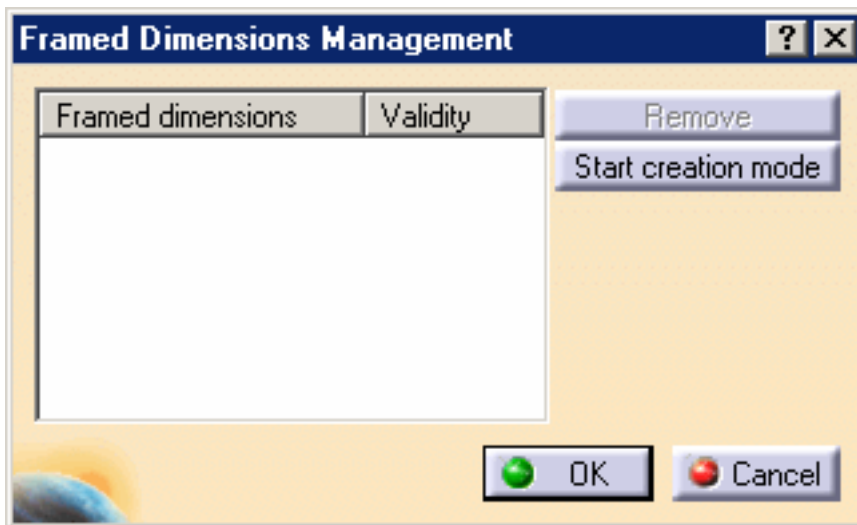 Framed Dimensions Management ? X
Framed dimensions Validity
Remove
Start creation mode
OK Cancel